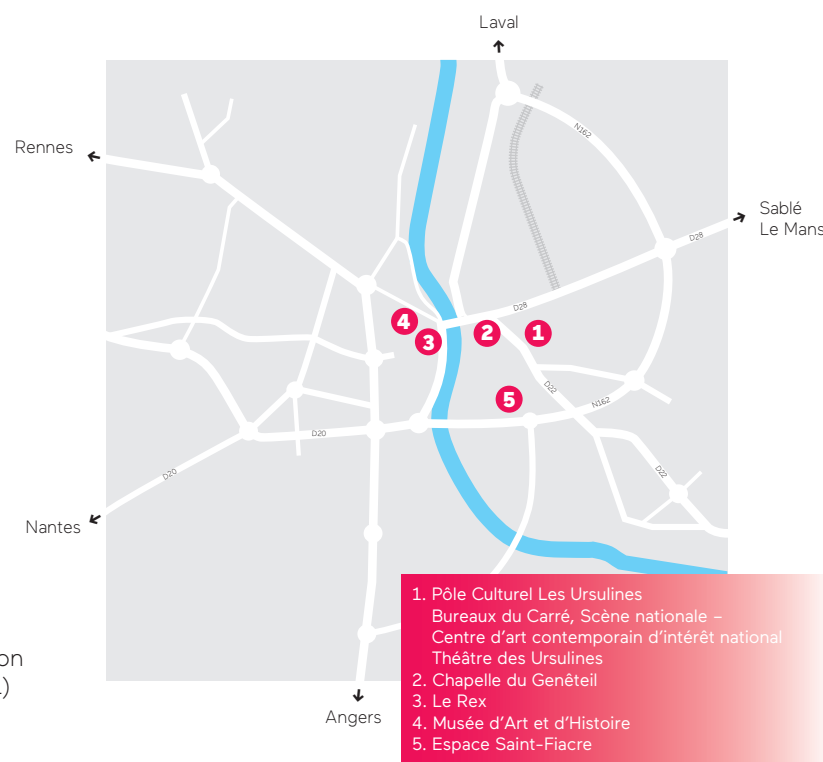 Laval
Rennes
N162
Sablé
Le Mans
D28
D28
4
3
2
1
D22
5
N162
D20
D20
D22
Nantes
on
.)
Angers
1. Pôle Culturel Les Ursulines
Bureaux du Carré, Scène nationale –
Centre d’art contemporain d’intérêt national
Théâtre des Ursulines
2. Chapelle du Genêteil
3. Le Rex
4. Musée d’Art et d’Histoire
5. Espace Saint-Fiacre